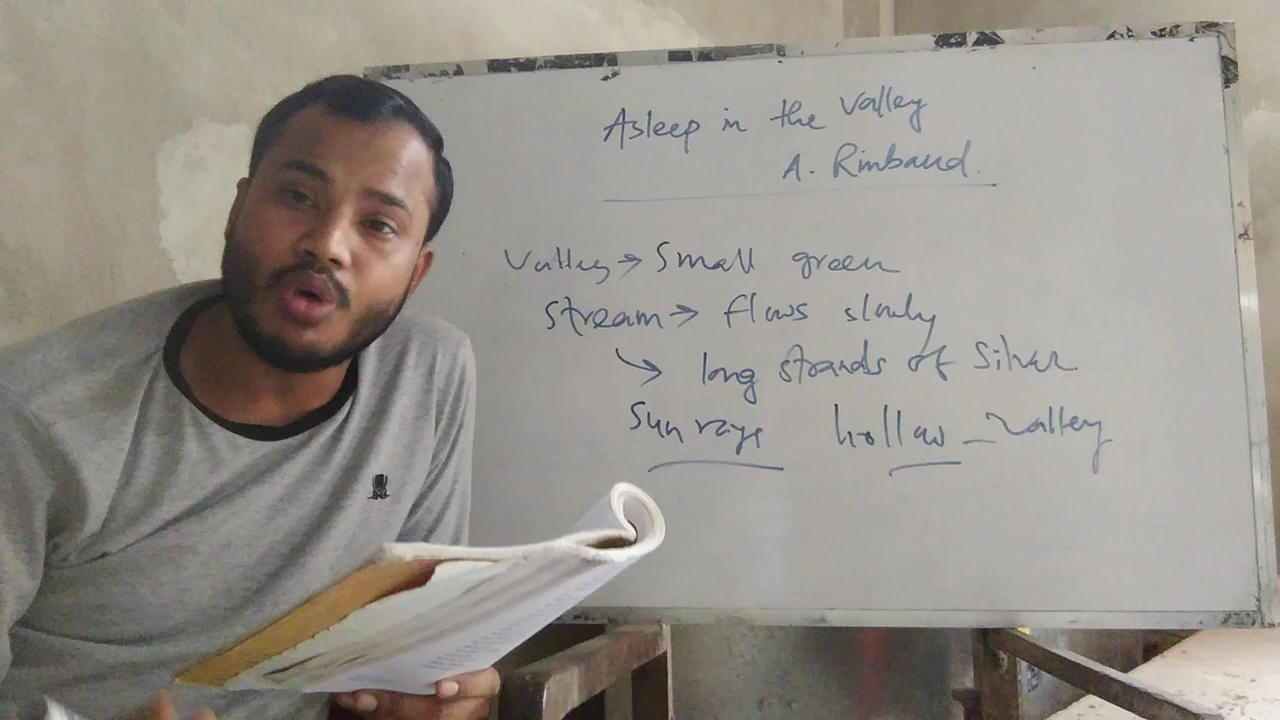 Asleep in the Valley
A. Rimbaud.
Valley → Small green
Stream → flows slowly
↳ long strands of Silver
Sun rays hollow - Valley